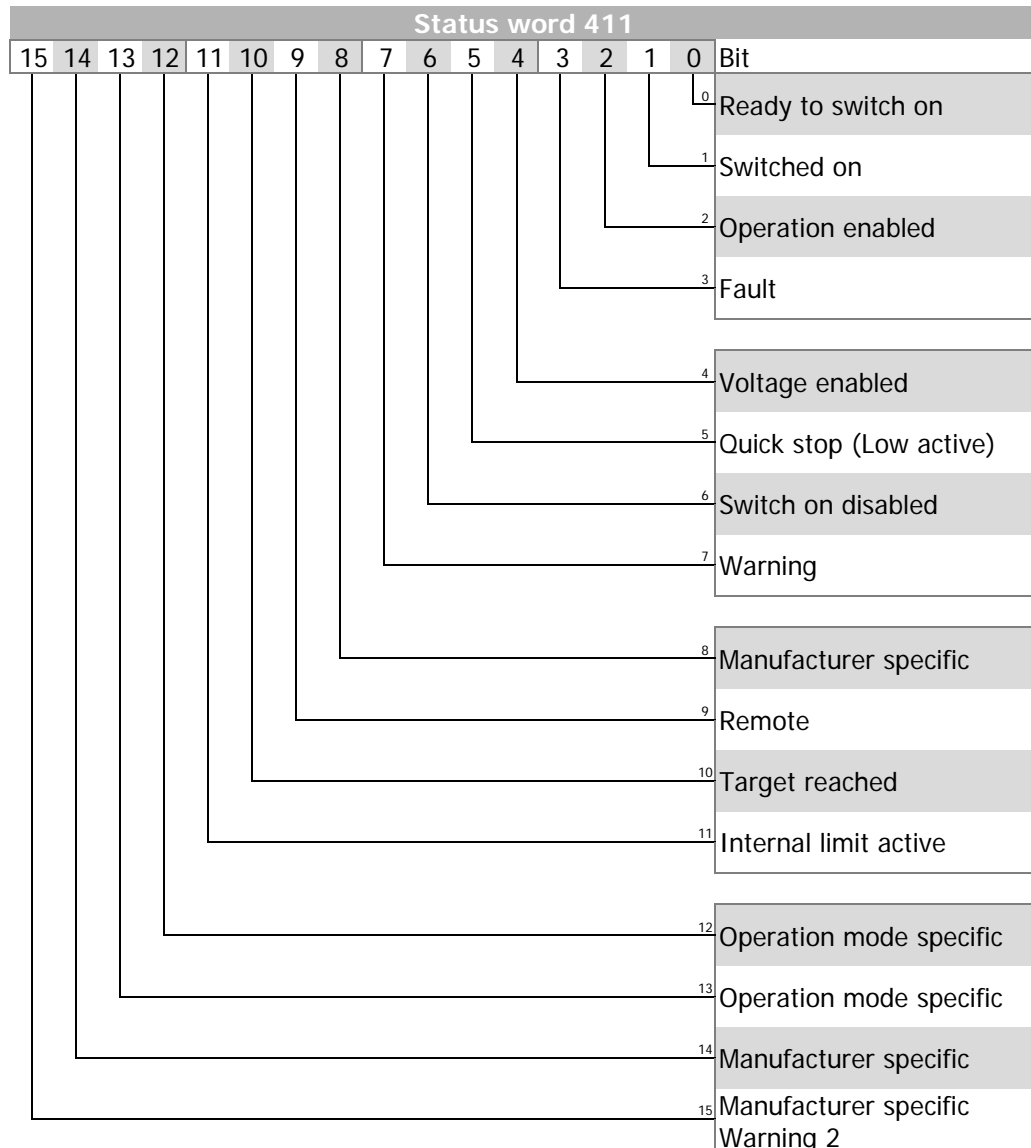 Status word 411
15 14 13 12 11 10 9 8 7 6 5 4 3 2 1 0 Bit
0 Ready to switch on
1 Switched on
2 Operation enabled
3 Fault
4 Voltage enabled
5 Quick stop (Low active)
6 Switch on disabled
7 Warning
8 Manufacturer specific
9 Remote
10 Target reached
11 Internal limit active
12 Operation mode specific
13 Operation mode specific
14 Manufacturer specific
15 Manufacturer specific
Warning 2